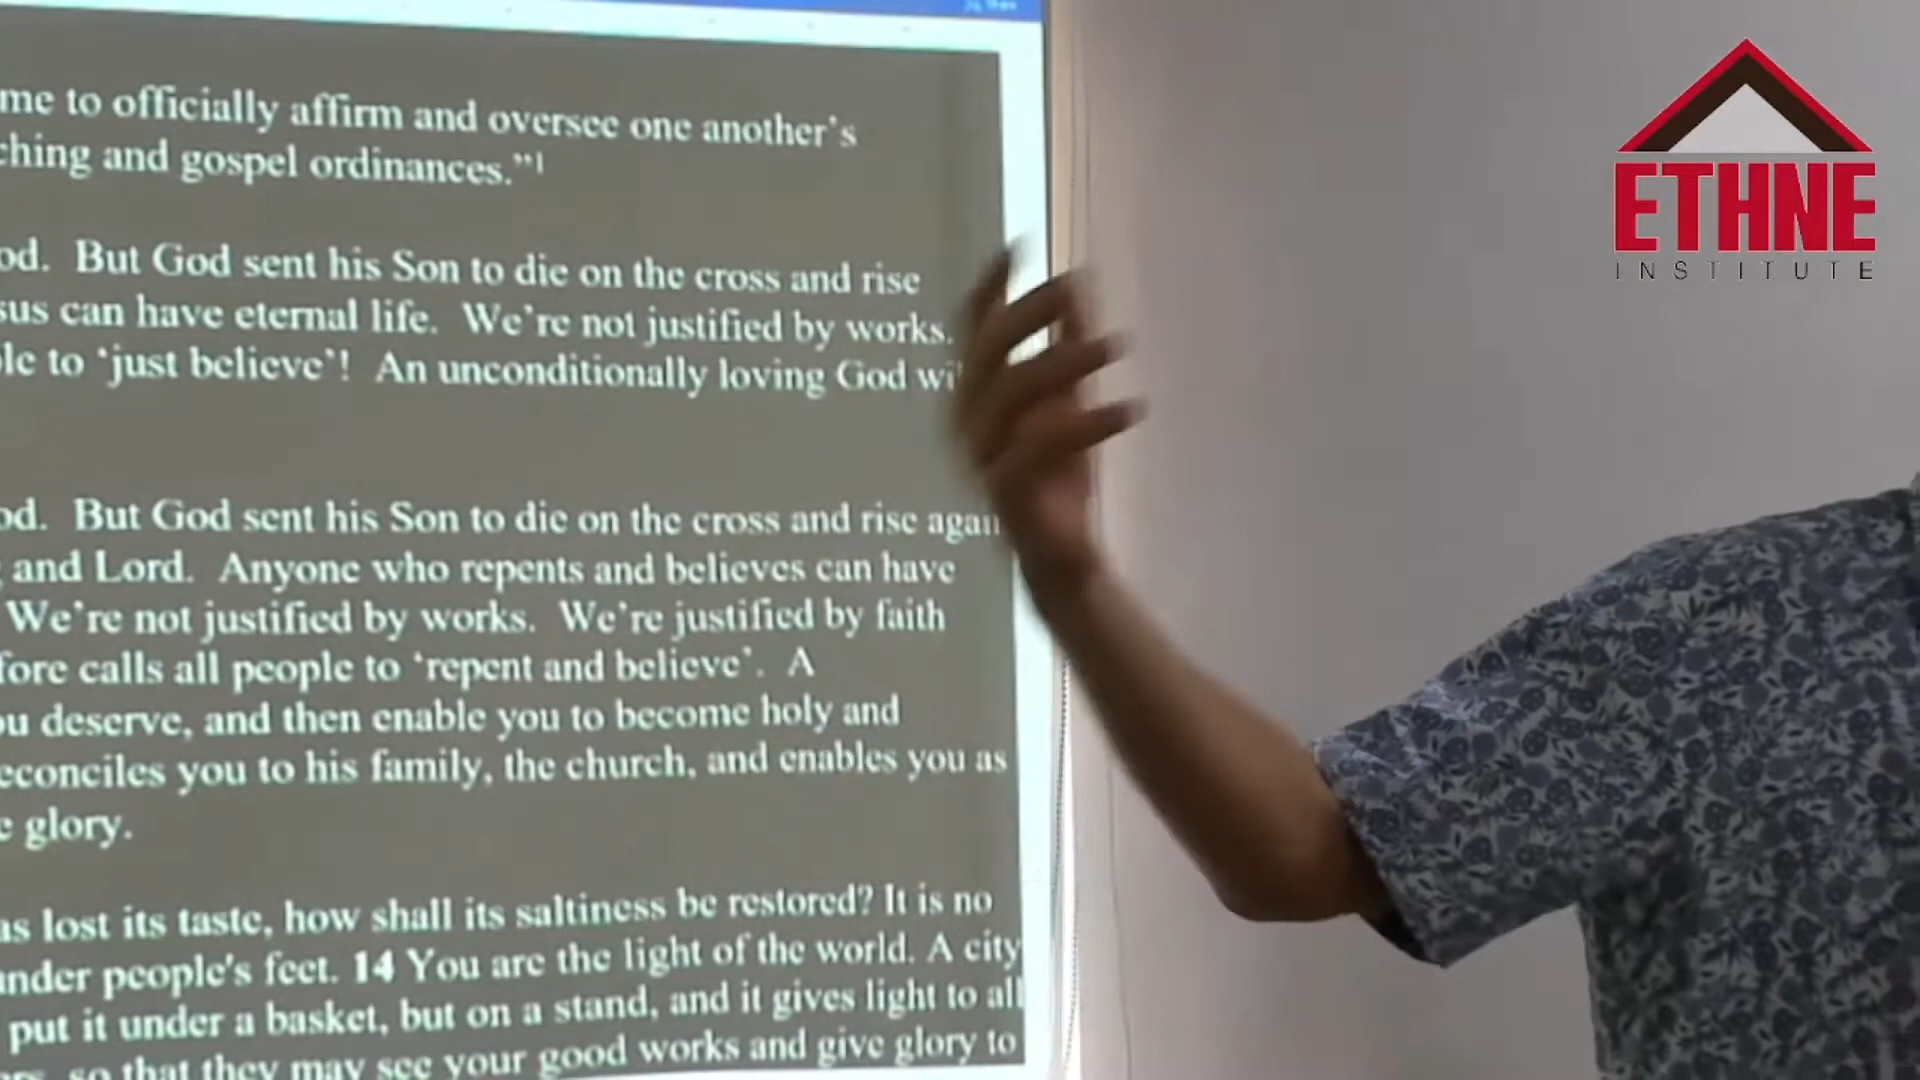 me to officially affirm and oversee one another's
ching and gospel ordinances."1
od. But God sent his Son to die on the cross and rise
sus can have eternal life. We're not justified by works.
le to 'just believe'! An unconditionally loving God wi
od. But God sent his Son to die on the cross and rise again
and Lord. Anyone who repents and believes can have
We're not justified by works. We're justified by faith
fore calls all people to 'repent and believe'. A
ou deserve, and then enable you to become holy and
econciles you to his family, the church, and enables you as
e glory.
as lost its taste, how shall its saltiness be restored? It is no
under people's feet. 14 You are the light of the world. A city
put it under a basket, but on a stand, and it gives light to all
so that they may see your good works and give glory to
ETHNE
INSTITUTE